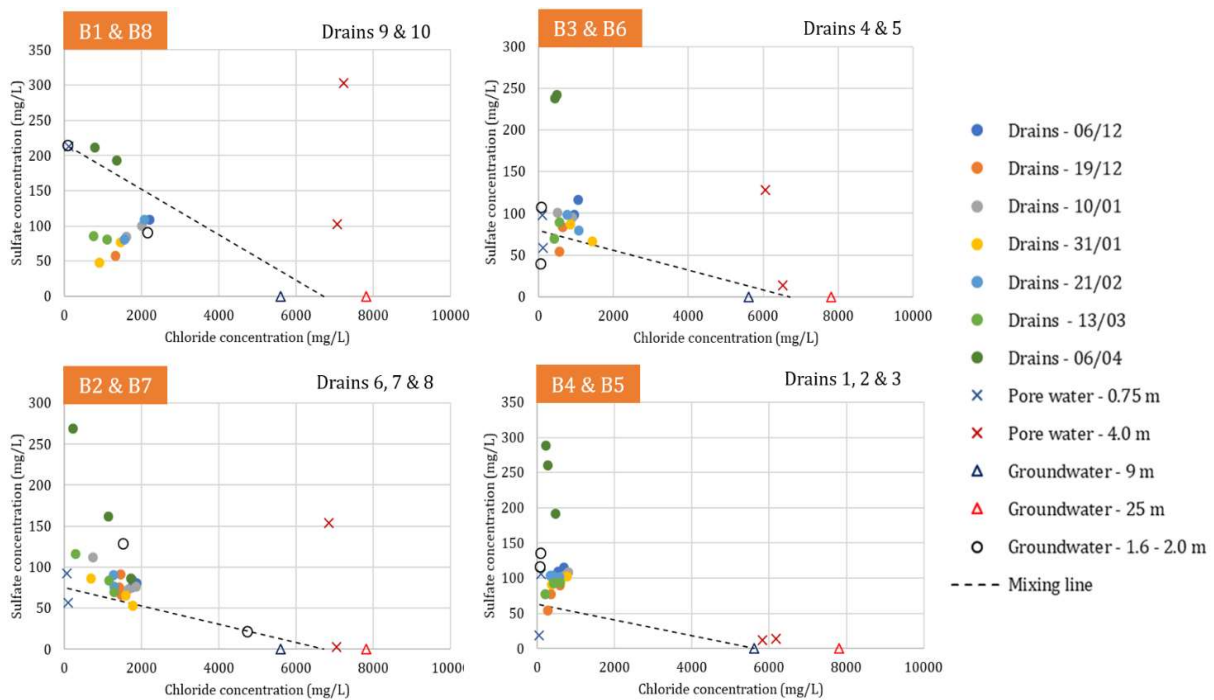 B1 & B8
Drains 9 & 10
350
300
250
200
150
100
50
0
Sulfate concentration (mg/L)
0 2000 4000 6000 8000 10000
Chloride concentration (mg/L)
B3 & B6
Drains 4 & 5
300
250
200
150
100
50
0
Sulfate concentration (mg/L)
0 2000 4000 6000 8000 10000
Chloride concentration (mg/L)
B2 & B7
Drains 6, 7 & 8
300
250
200
150
100
50
0
Sulfate concentration (mg/L)
0 2000 4000 6000 8000 10000
Chloride concentration (mg/L)
B4 & B5
Drains 1, 2 & 3
350
300
250
200
150
100
50
0
Sulfate concentration (mg/L)
0 2000 4000 6000 8000 10000
Chloride concentration (mg/L)
Drains - 06/12
Drains - 19/12
Drains - 10/01
Drains - 31/01
Drains - 21/02
Drains - 13/03
Drains - 06/04
Pore water - 0.75 m
Pore water - 4.0 m
Groundwater - 9 m
Groundwater - 25 m
Groundwater - 1.6 - 2.0 m
Mixing line